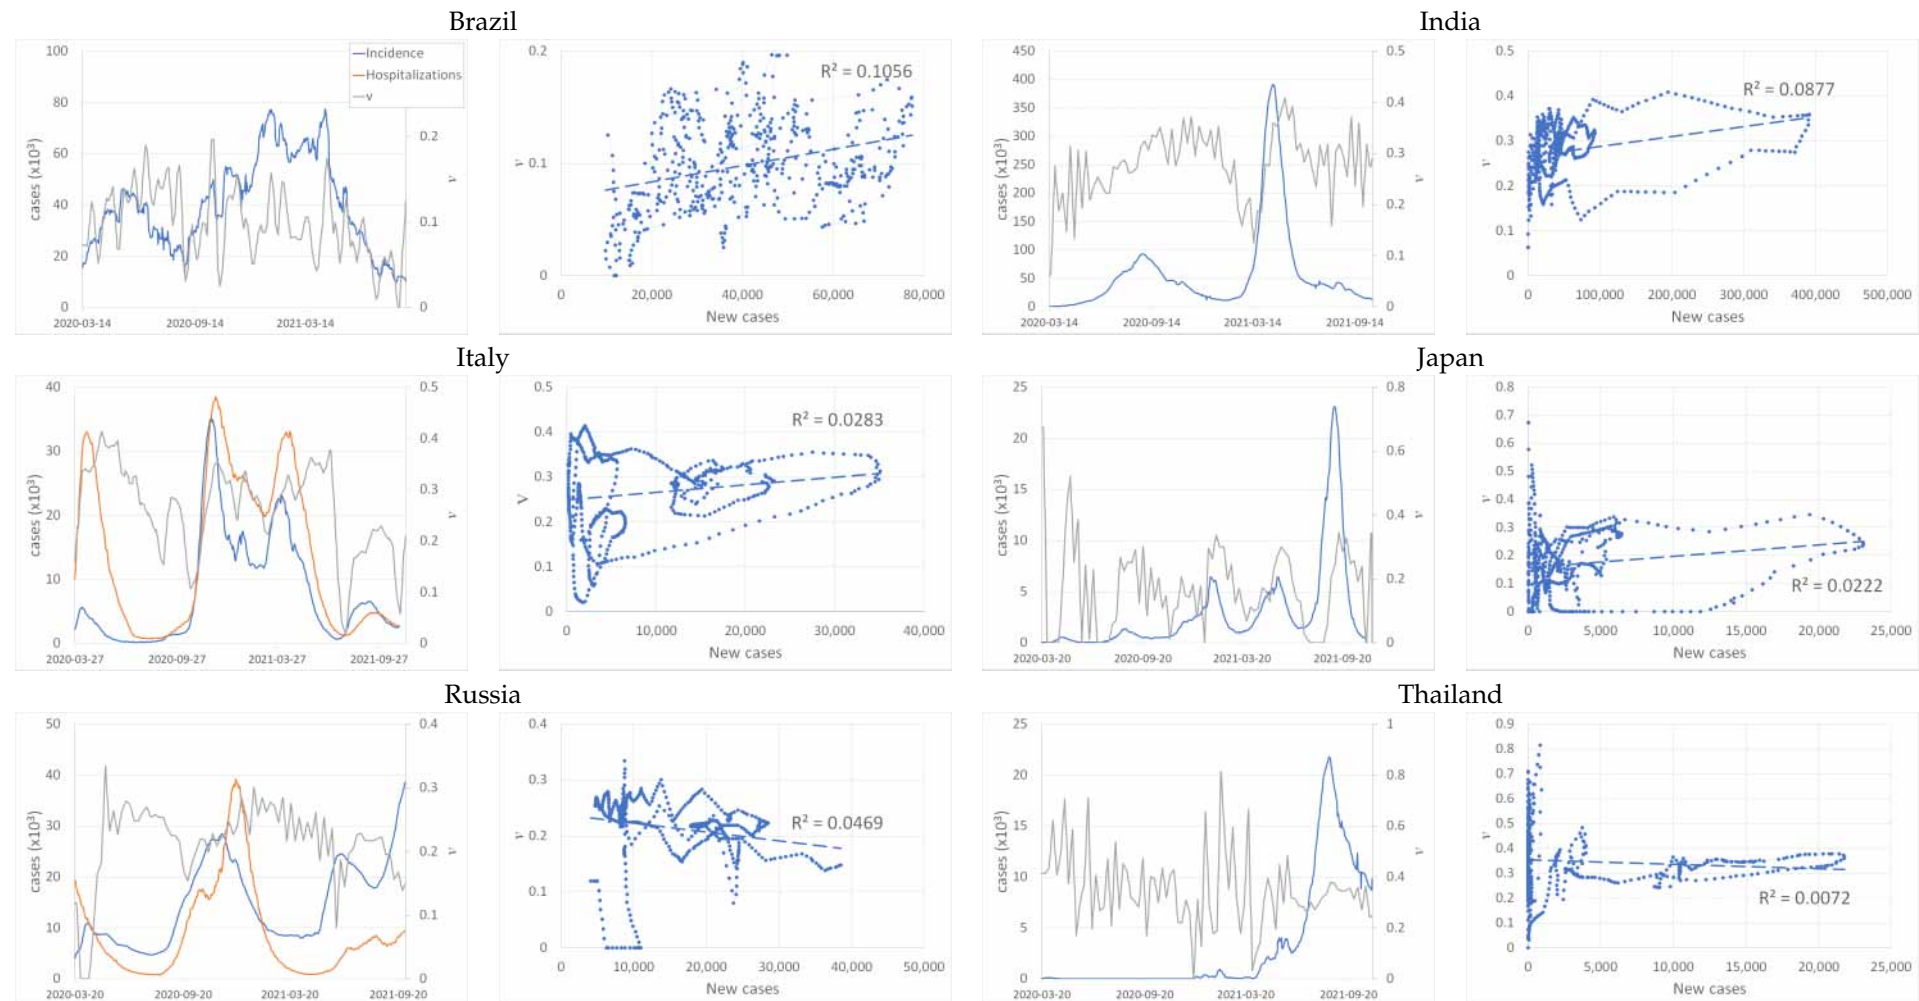 Brazil
100
80
60
40
20
0
cases (x10³)
0.2
0.1
0
v
Incidence
Hospitalizations
v
2020-03-14 2020-09-14 2021-03-14
0.2
0.1
0
v
R² = 0.1056
0 20,000 40,000 60,000 80,000
New cases
India
450
400
350
300
250
200
150
100
50
0
cases (x10³)
0.5
0.4
0.3
0.2
0.1
0
v
2020-03-14 2020-09-14 2021-03-14 2021-09-14
0.5
0.4
0.3
0.2
0.1
0
v
R² = 0.0877
0 100,000 200,000 300,000 400,000 500,000
New cases
Italy
40
30
20
10
0
cases (x10³)
0.5
0.4
0.3
0.2
0.1
0
v
2020-03-27 2020-09-27 2021-03-27 2021-09-27
0.5
0.4
0.3
0.2
0.1
0
V
R² = 0.0283
0 10,000 20,000 30,000 40,000
New cases
Japan
25
20
15
10
5
0
cases (x10³)
0.8
0.6
0.4
0.2
0
v
2020-03-20 2020-09-20 2021-03-20 2021-09-20
0.8
0.7
0.6
0.5
0.4
0.3
0.2
0.1
0
v
R² = 0.0222
0 5,000 10,000 15,000 20,000 25,000
New cases
Russia
50
40
30
20
10
0
cases (x10³)
0.4
0.3
0.2
0.1
0
v
2020-03-20 2020-09-20 2021-03-20 2021-09-20
0.4
0.3
0.2
0.1
0
v
R² = 0.0469
0 10,000 20,000 30,000 40,000 50,000
New cases
Thailand
25
20
15
10
5
0
cases (x10³)
1
0.8
0.6
0.4
0.2
0
v
2020-03-20 2020-09-20 2021-03-20 2021-09-20
0.9
0.8
0.7
0.6
0.5
0.4
0.3
0.2
0.1
0
v
R² = 0.0072
0 5,000 10,000 15,000 20,000 25,000
New cases